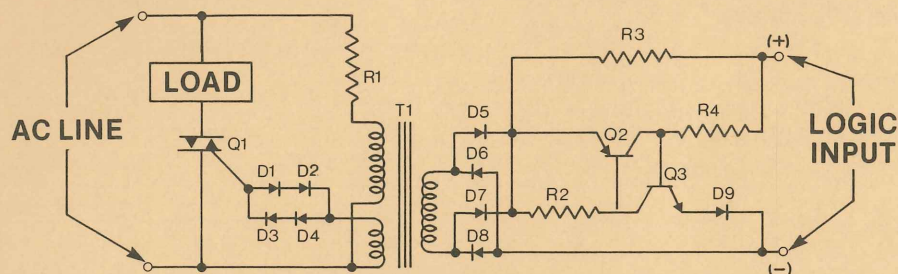 AC LINE
LOAD
Q1
D1 D2
D3 D4
R1
T1
D5
D6
D7
D8
R2
R3
Q2
R4
Q3
D9
(+)
LOGIC
INPUT
(-)